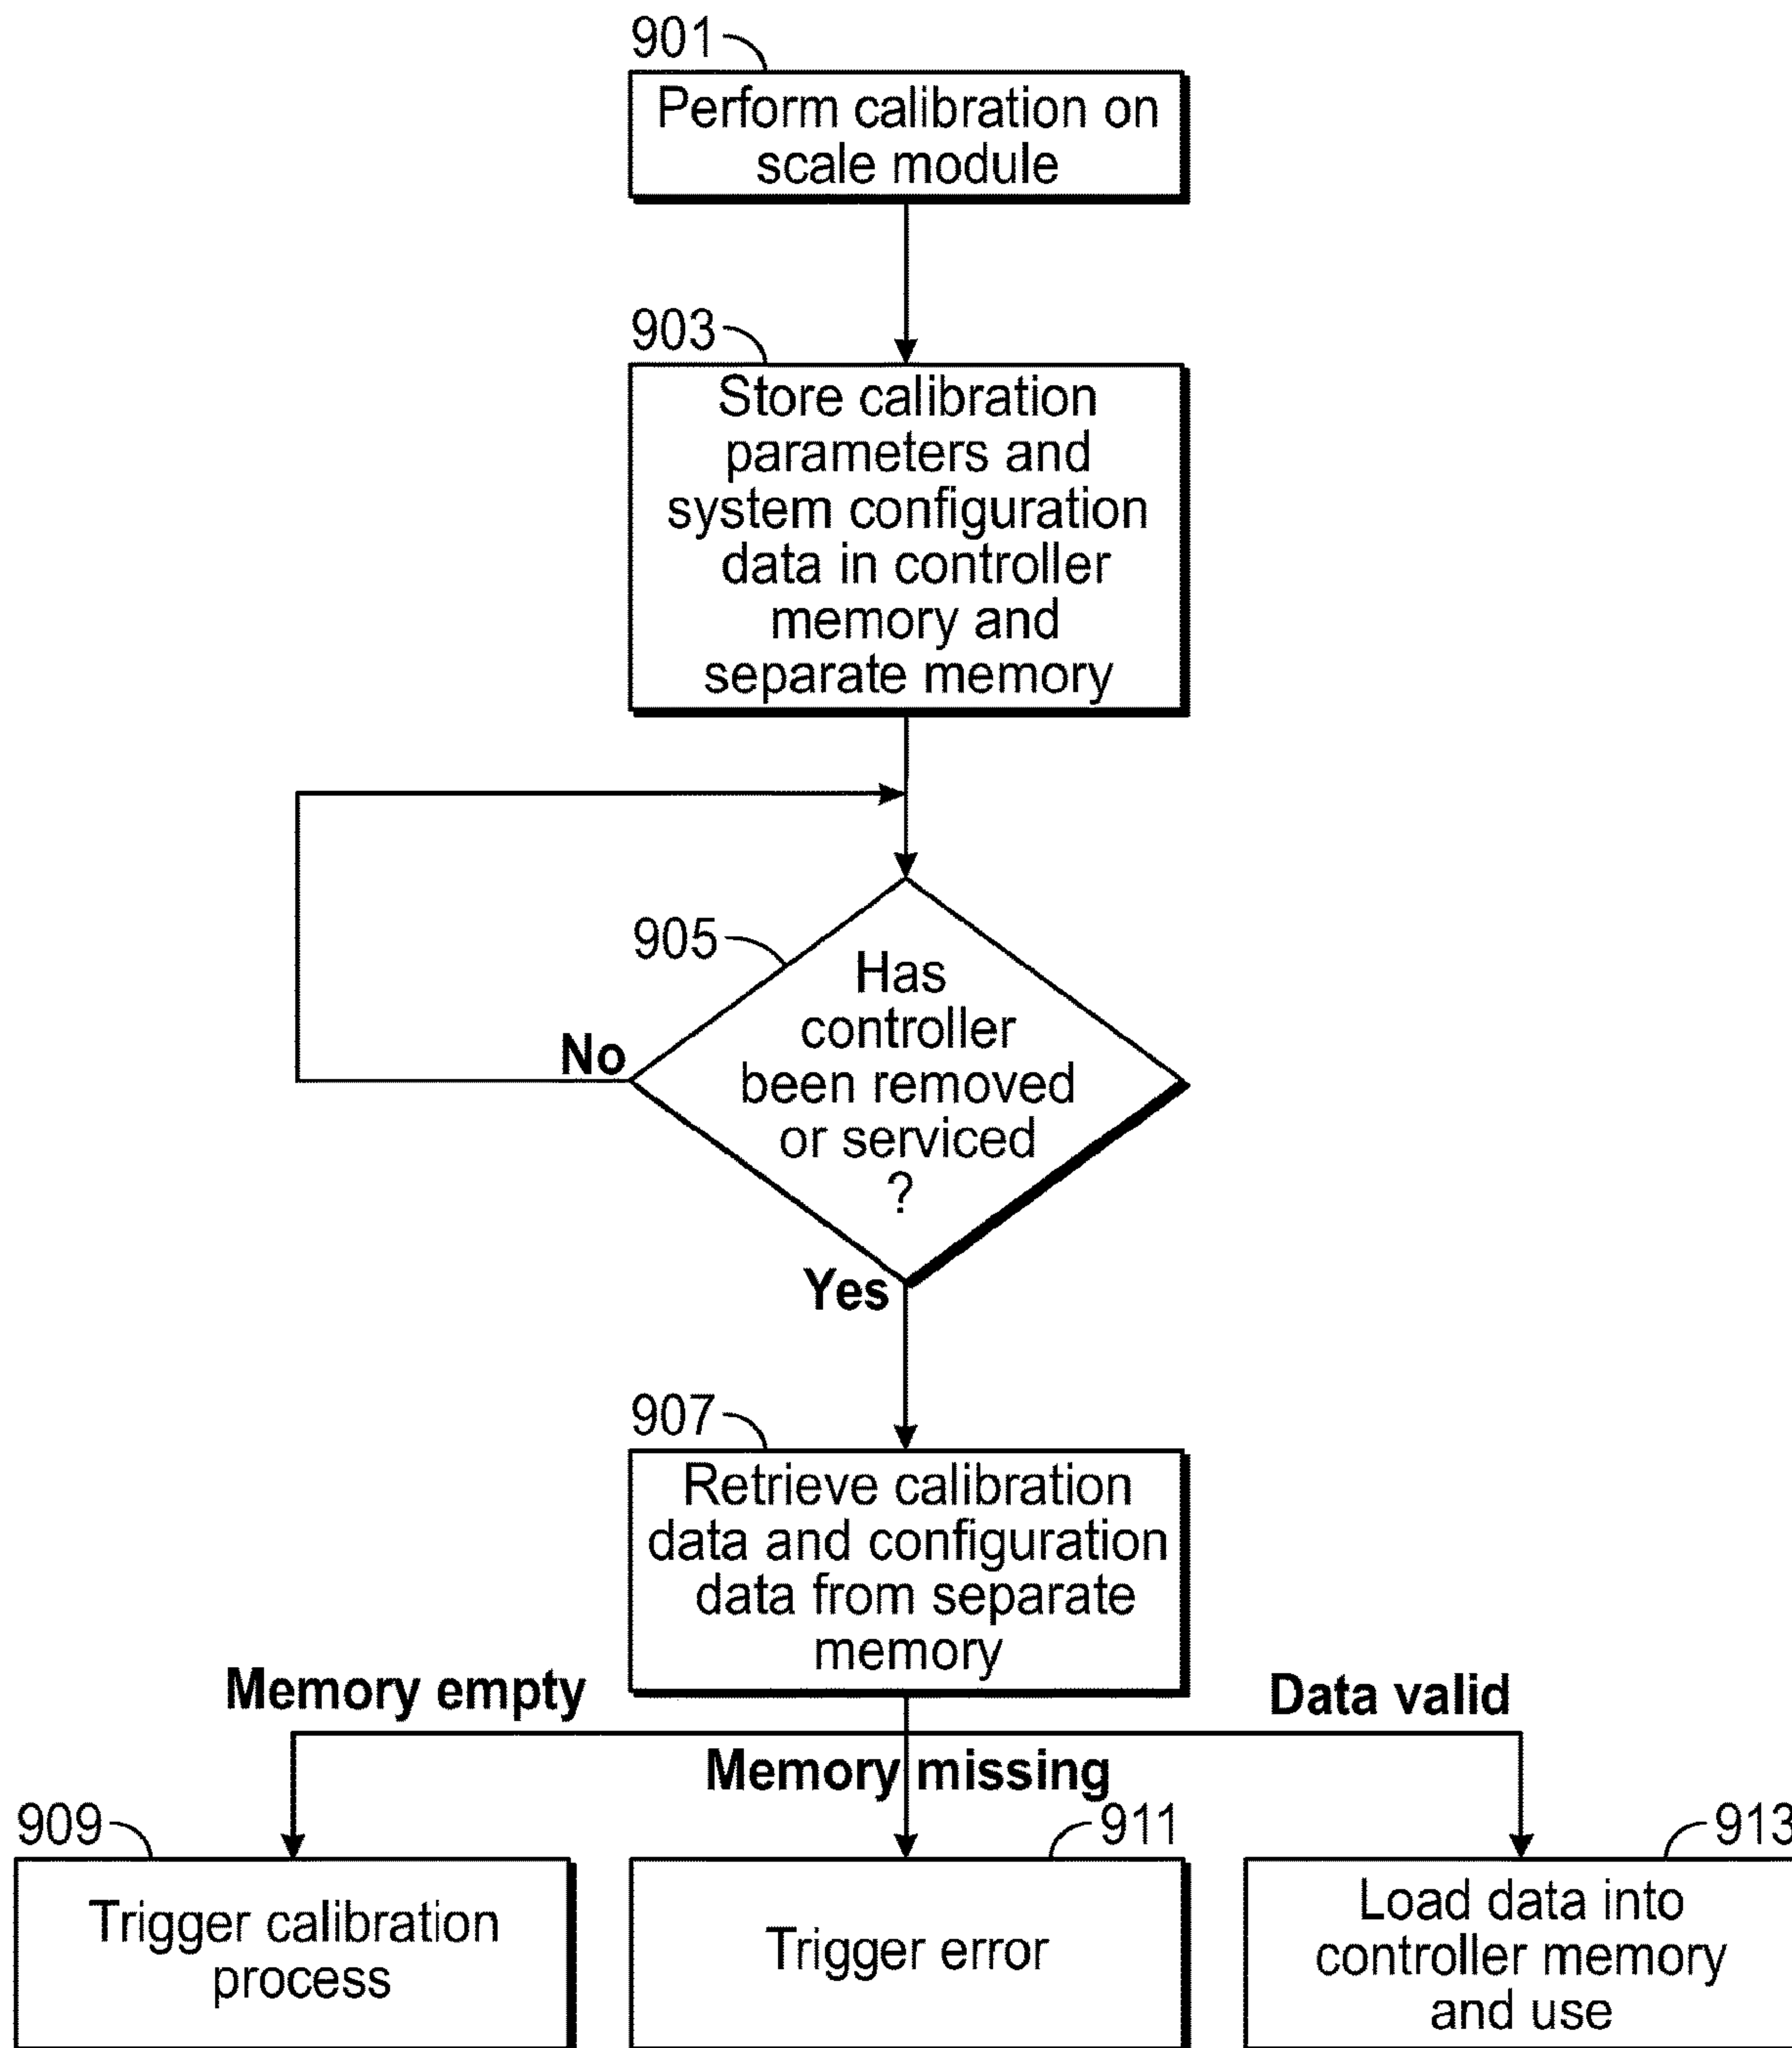 901
Perform calibration on
scale module
903
Store calibration
parameters and
system configuration
data in controller
memory and
separate memory
905
Has
controller
been removed
or serviced
?
No
Yes
907
Retrieve calibration
data and configuration
data from separate
memory
Memory empty
Data valid
Memory missing
909
911
913
Trigger calibration
process
Trigger error
Load data into
controller memory
and use